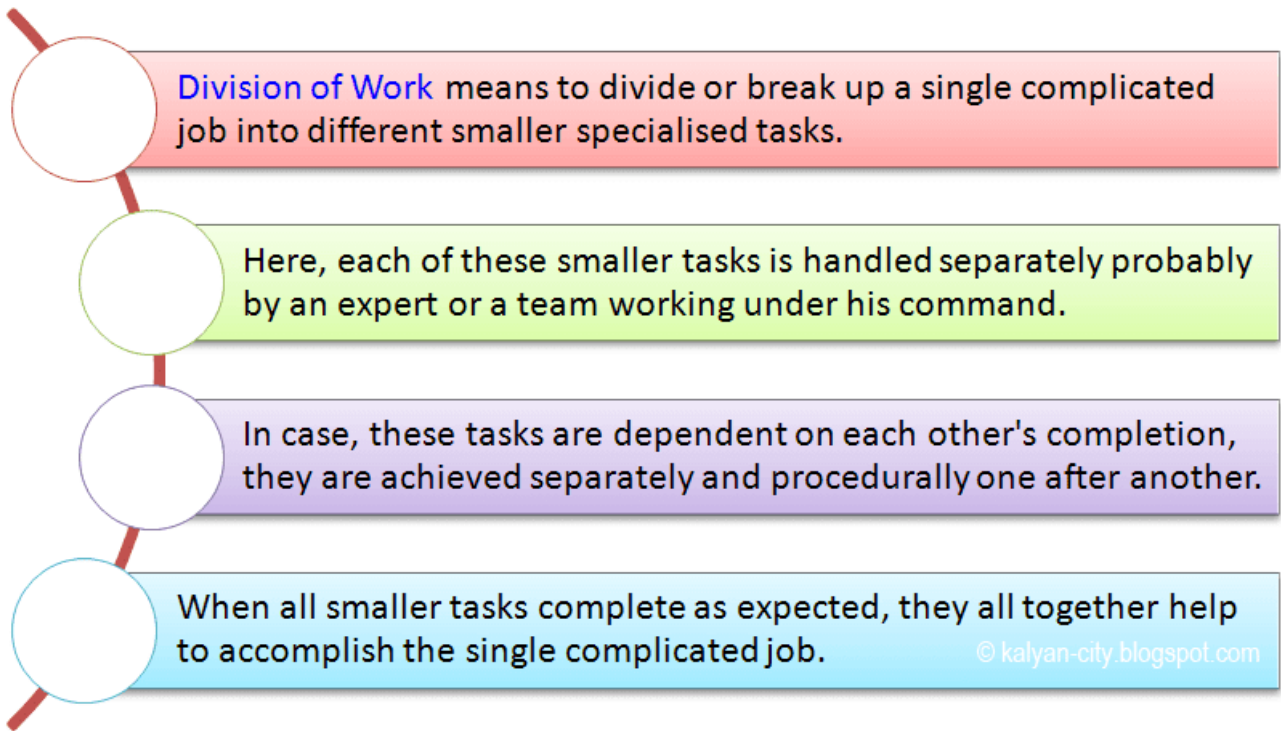 Division of Work means to divide or break up a single complicated
job into different smaller specialised tasks.
Here, each of these smaller tasks is handled separately probably
by an expert or a team working under his command.
In case, these tasks are dependent on each other's completion,
they are achieved separately and procedurally one after another.
When all smaller tasks complete as expected, they all together help
to accomplish the single complicated job.
© kalyan-city.blogspot.com